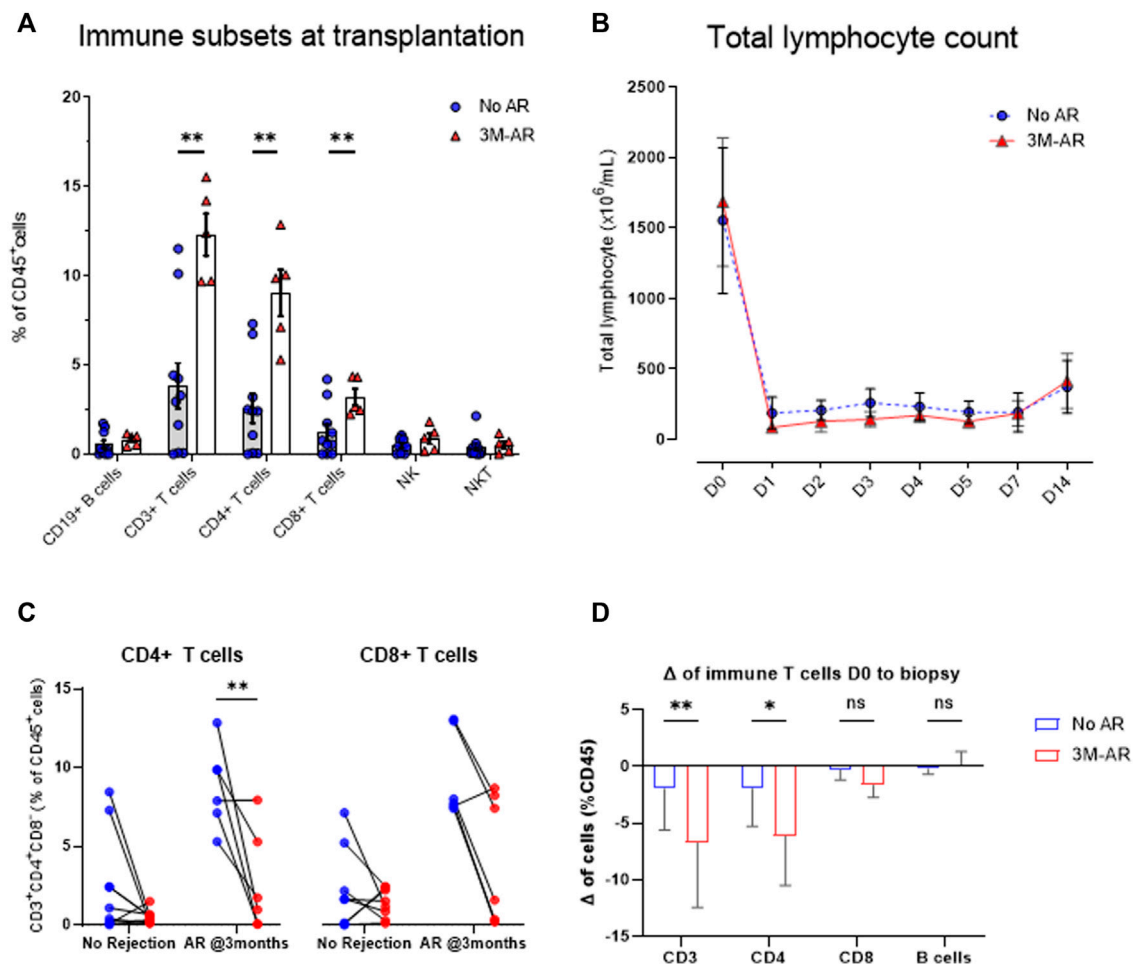 A
Immune subsets at transplantation
% of CD45⁺cells
20
15
10
5
0
No AR
3M-AR
**
**
**
CD19+ B cells
CD3+ T cells
CD4+ T cells
CD8+ T cells
NK
NKT
B
Total lymphocyte count
Total lymphocyte (x10⁶/mL)
2500
2000
1500
1000
500
0
No AR
3M-AR
D0
D1
D2
D3
D4
D5
D7
D14
C
CD4+ T cells
CD8+ T cells
CD3⁺CD4⁺CD8⁻ (% of CD45⁺cells)
15
10
5
0
**
No Rejection
AR @3months
No Rejection
AR @3months
D
Δ of immune T cells D0 to biopsy
Δ of cells (%CD45)
5
0
-5
-10
-15
**
*
ns
ns
No AR
3M-AR
CD3
CD4
CD8
B cells